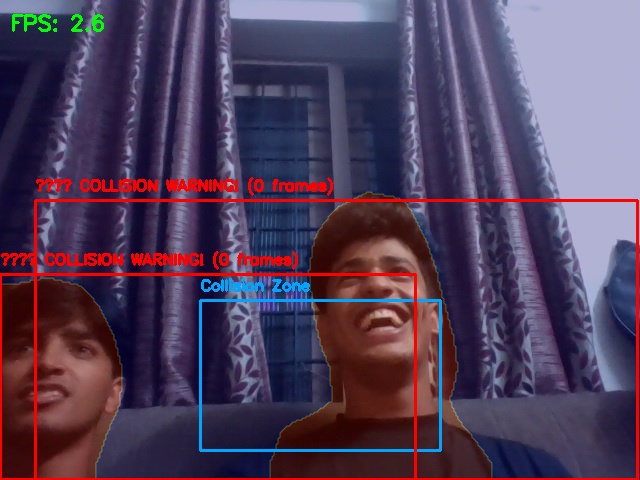 FPS: 2.6
???? COLLISION WARNING! (0 frames)
???? COLLISION WARNING! (0 frames)
Collision Zone